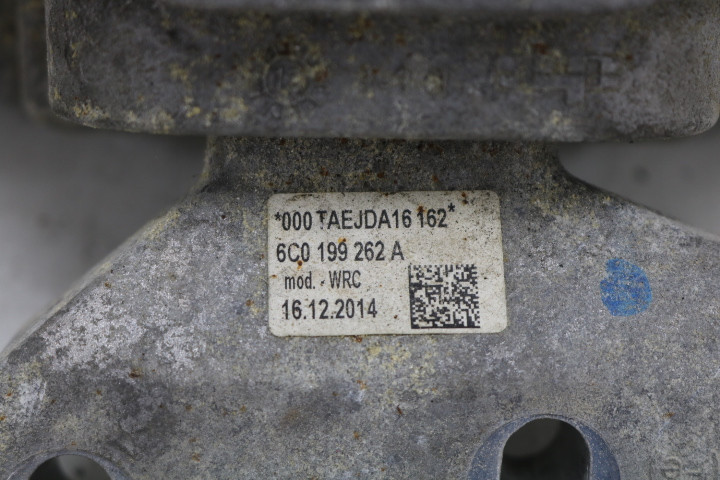 *000 TAEJDA16 162*
6C0 199 262 A
mod. - WRC
16.12.2014